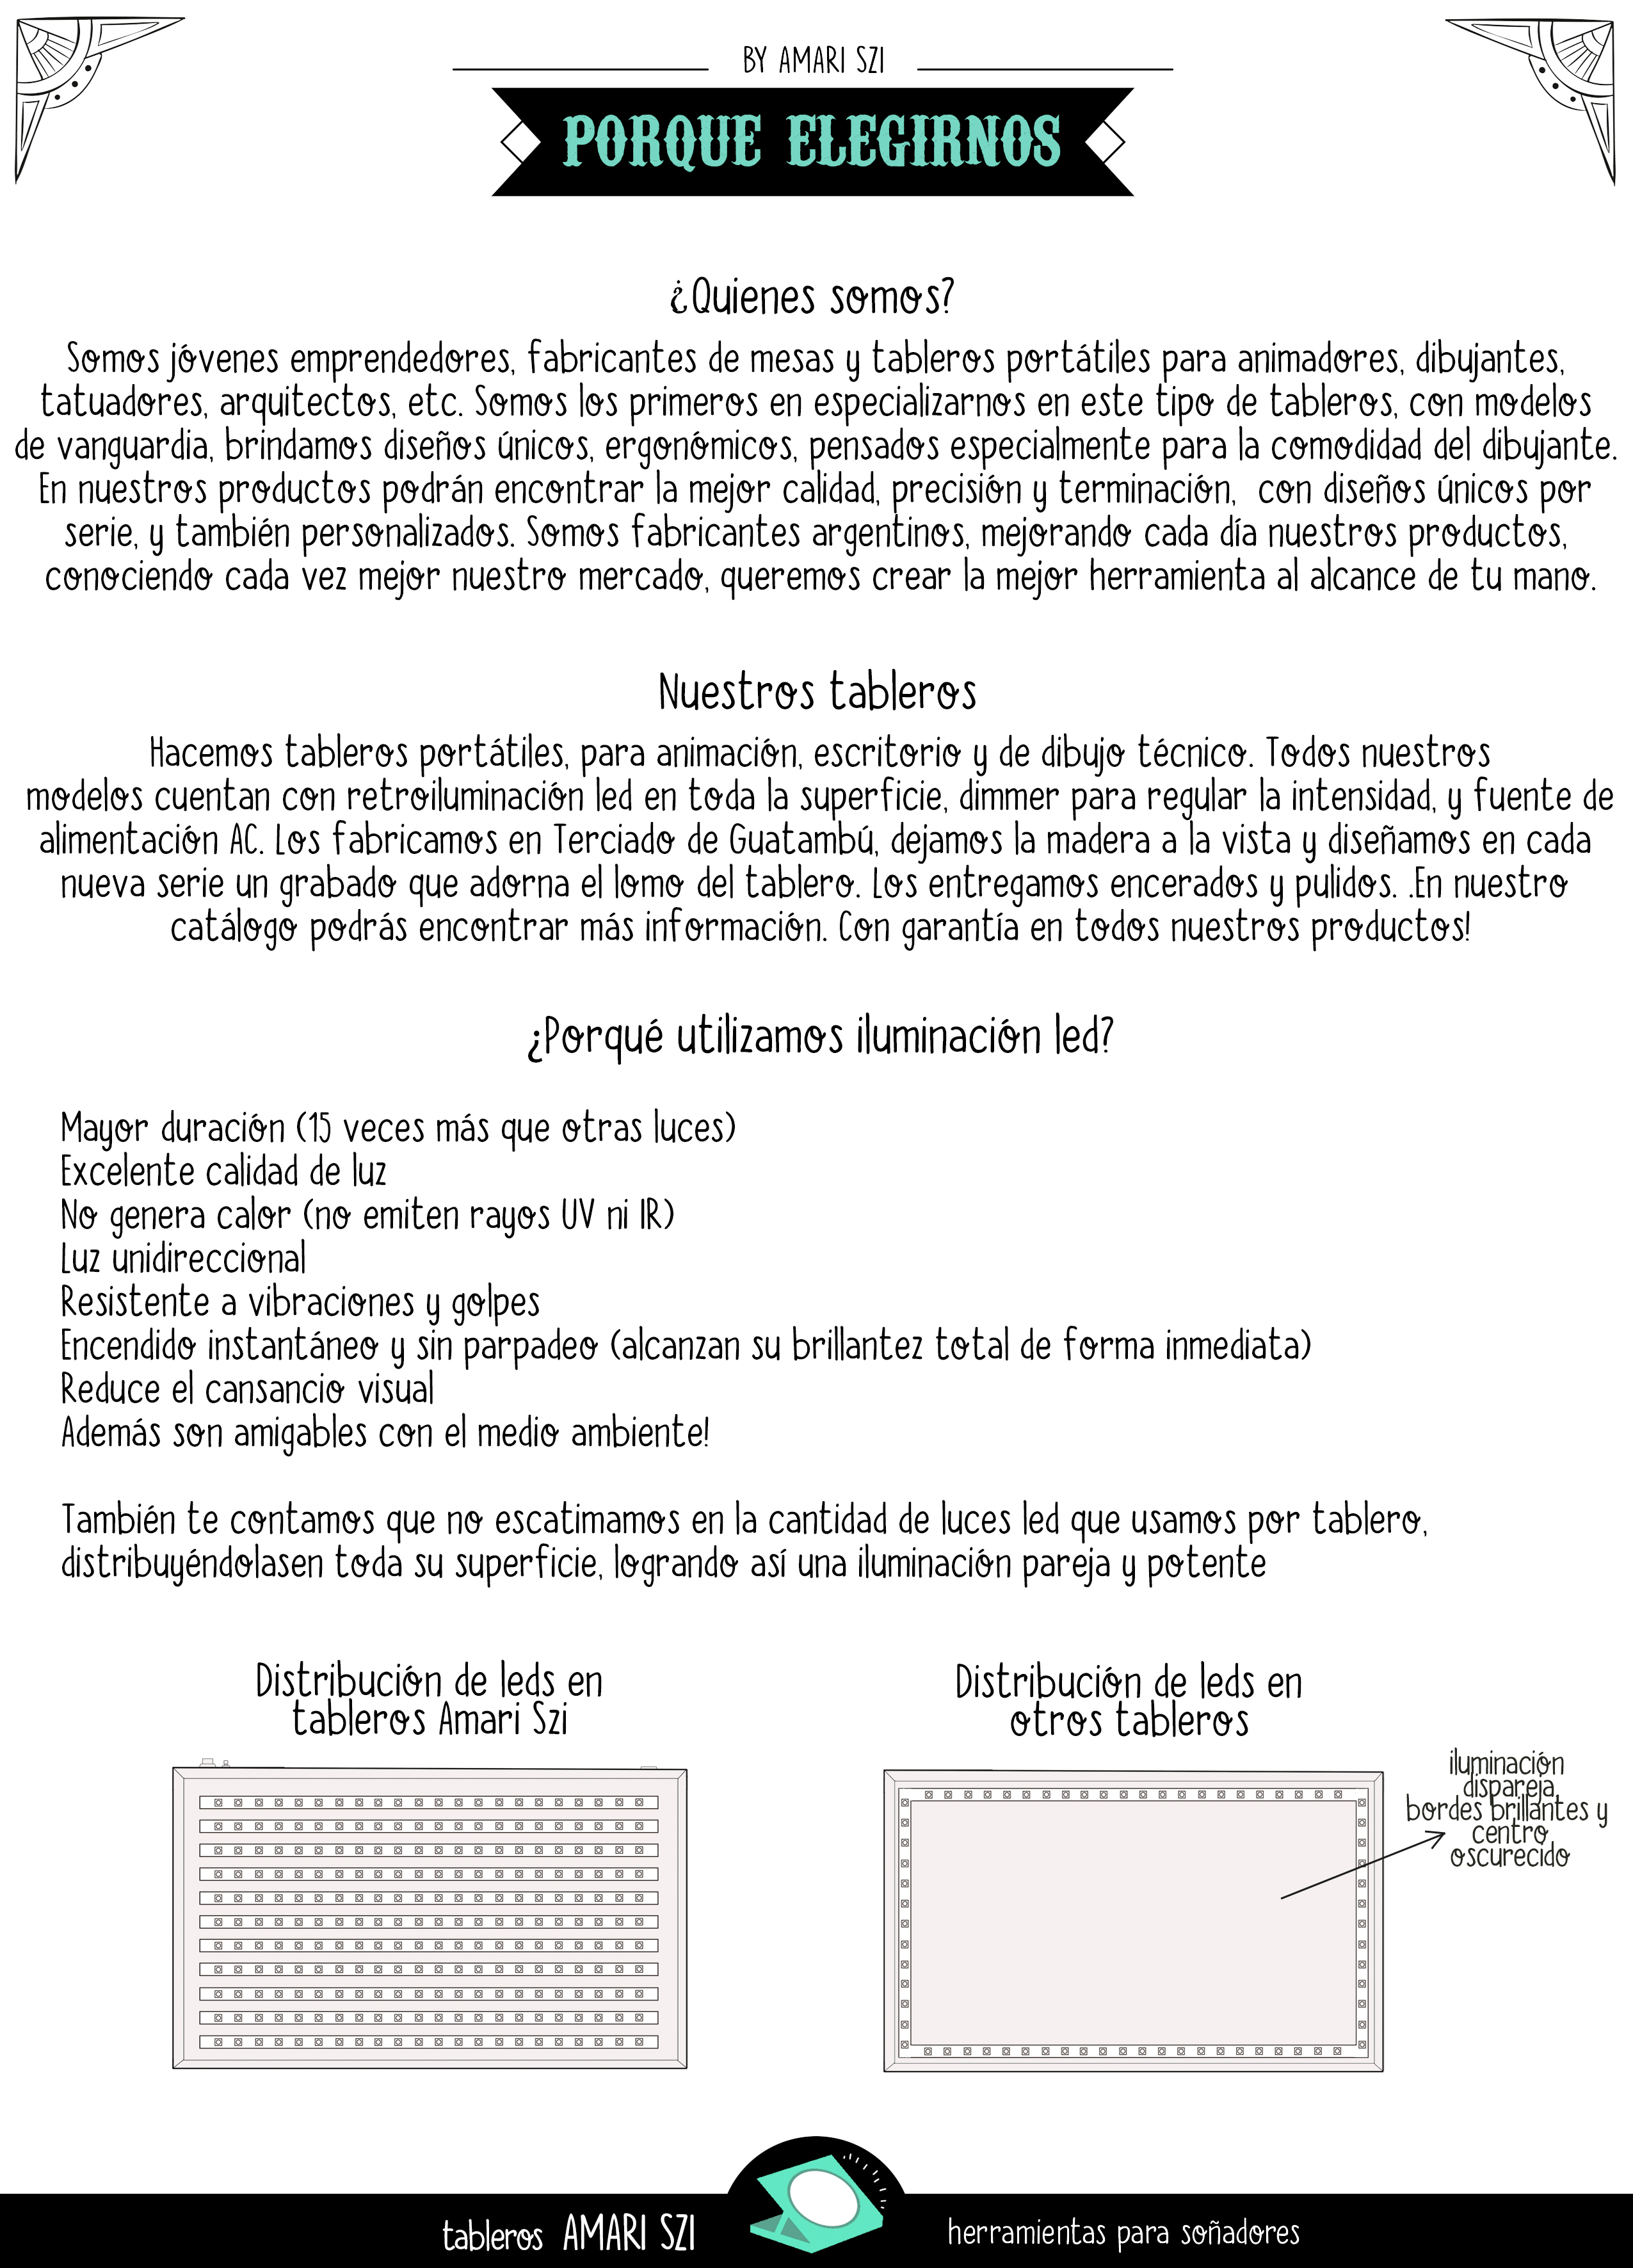 BY AMARI SZI
PORQUE ELEGIRNOS
¿Quienes somos?
Somos jóvenes emprendedores, fabricantes de mesas y tableros portátiles para animadores, dibujantes,
tatuadores, arquitectos, etc. Somos los primeros en especializarnos en este tipo de tableros, con modelos
de vanguardia, brindamos diseños únicos, ergonómicos, pensados especialmente para la comodidad del dibujante.
En nuestros productos podrán encontrar la mejor calidad, precisión y terminación, con diseños únicos por
serie, y también personalizados. Somos fabricantes argentinos, mejorando cada día nuestros productos,
conociendo cada vez mejor nuestro mercado, queremos crear la mejor herramienta al alcance de tu mano.
Nuestros tableros
Hacemos tableros portátiles, para animación, escritorio y de dibujo técnico. Todos nuestros
modelos cuentan con retroiluminación led en toda la superficie, dimmer para regular la intensidad, y fuente de
alimentación AC. Los fabricamos en Terciado de Guatambú, dejamos la madera a la vista y diseñamos en cada
nueva serie un grabado que adorna el lomo del tablero. Los entregamos encerados y pulidos. .En nuestro
catálogo podrás encontrar más información. Con garantía en todos nuestros productos!
¿Porqué utilizamos iluminación led?
Mayor duración (15 veces más que otras luces)
Excelente calidad de luz
No genera calor (no emiten rayos UV ni IR)
Luz unidireccional
Resistente a vibraciones y golpes
Encendido instantáneo y sin parpadeo (alcanzan su brillantez total de forma inmediata)
Reduce el cansancio visual
Además son amigables con el medio ambiente!
También te contamos que no escatimamos en la cantidad de luces led que usamos por tablero,
distribuyéndolasen toda su superficie, logrando así una iluminación pareja y potente
Distribución de leds en
tableros Amari Szi
Distribución de leds en
otros tableros
iluminación
dispareja,
bordes brillantes y
centro
oscurecido
tableros AMARI SZI
herramientas para soñadores